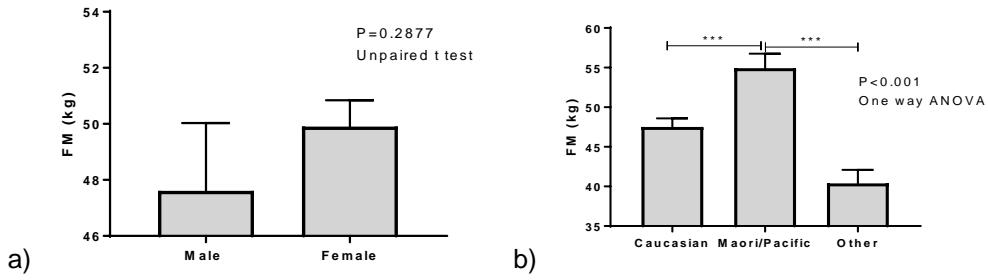 54
52
50
48
46
FM (kg)
P=0.2877
Unpaired t test
Male Female
a)
60
55
50
45
40
35
FM (kg)
*** ***
P<0.001
One way ANOVA
Caucasian Maori/Pacific Other
b)